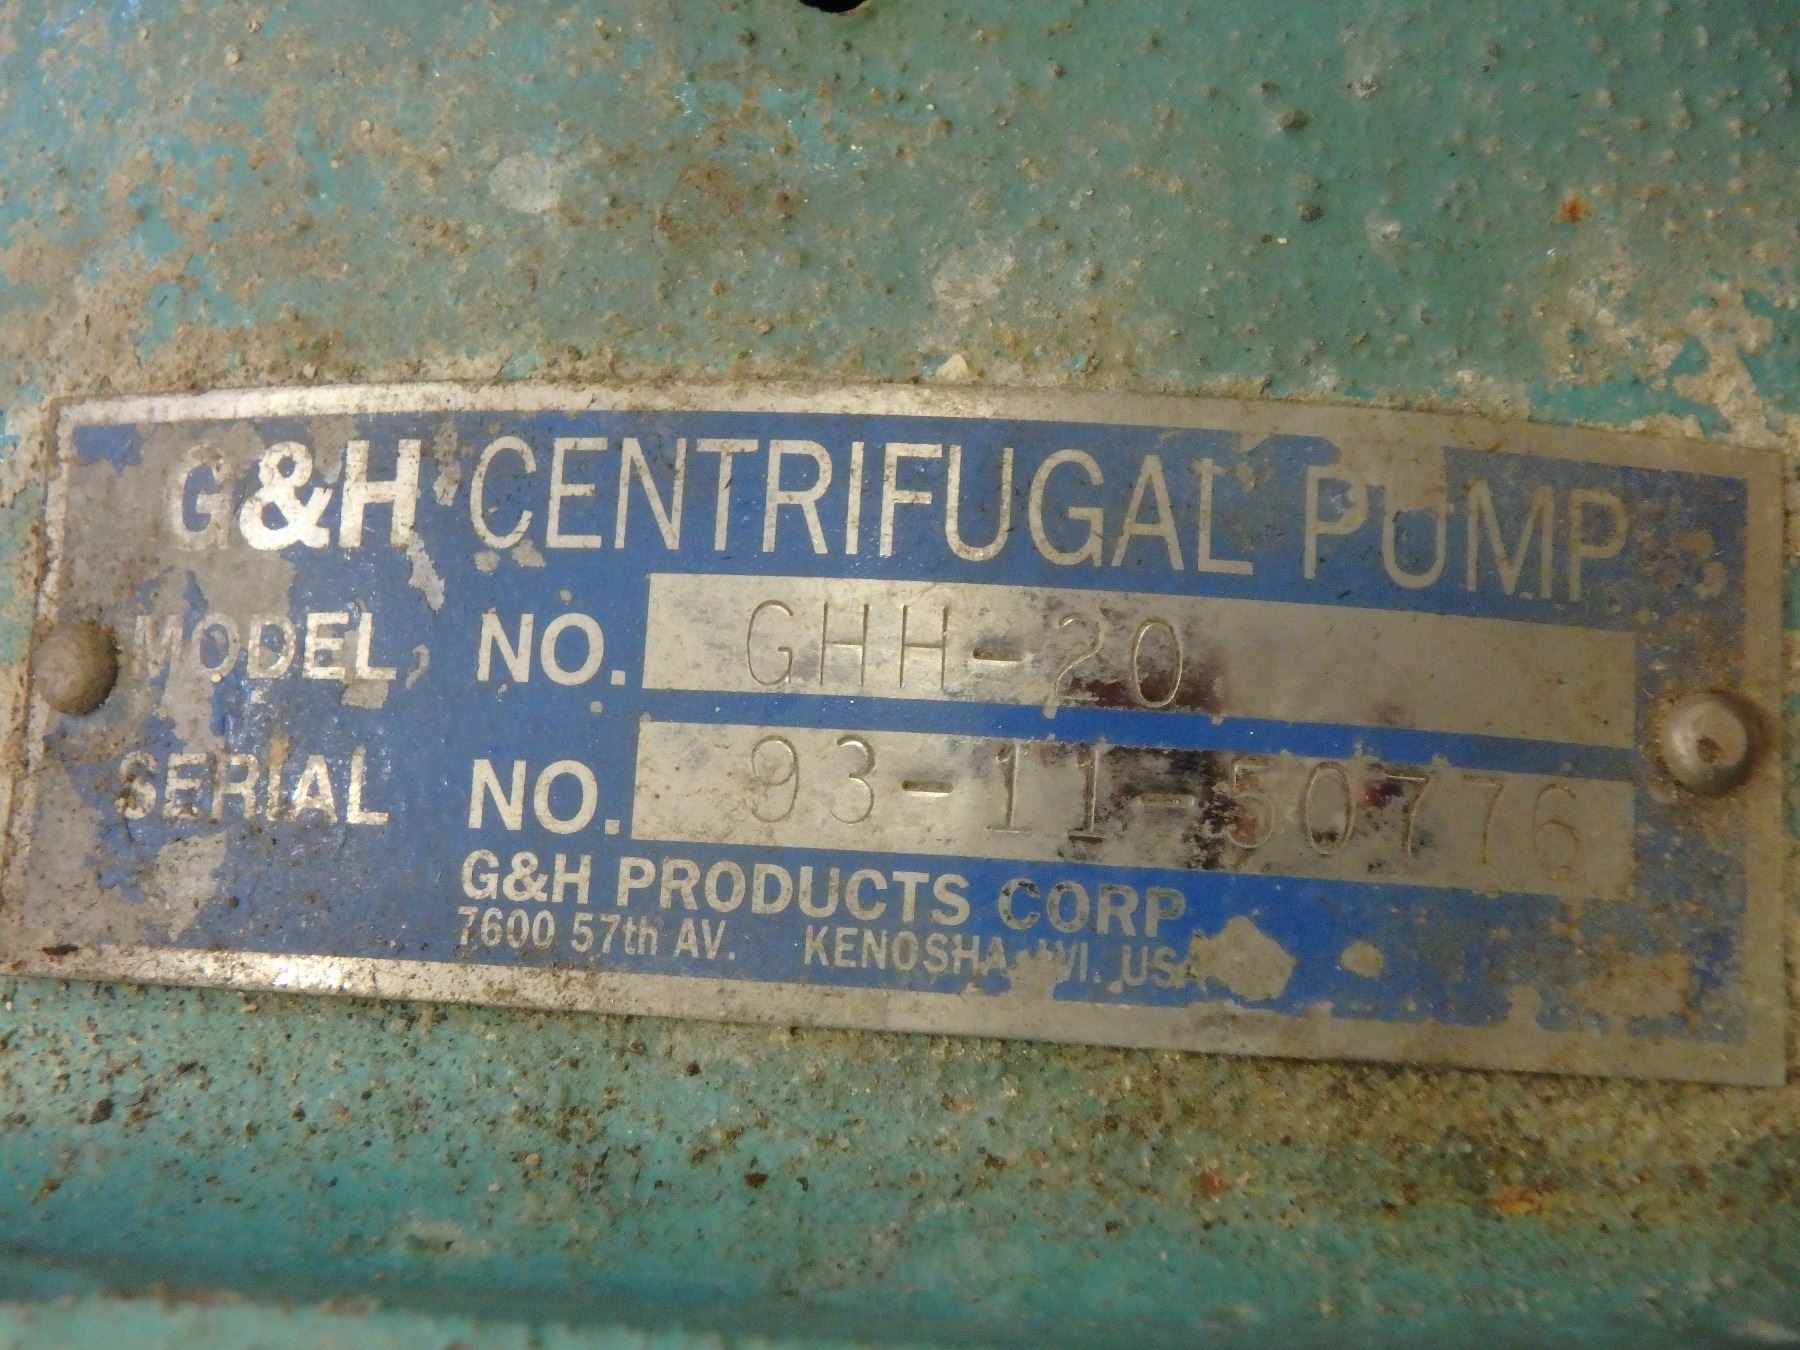 G&H CENTRIFUGAL PUMP
MODEL NO. GHH-20
SERIAL NO. 93-11-50776
G&H PRODUCTS CORP
7600 57th AV. KENOSHA, WI. USA